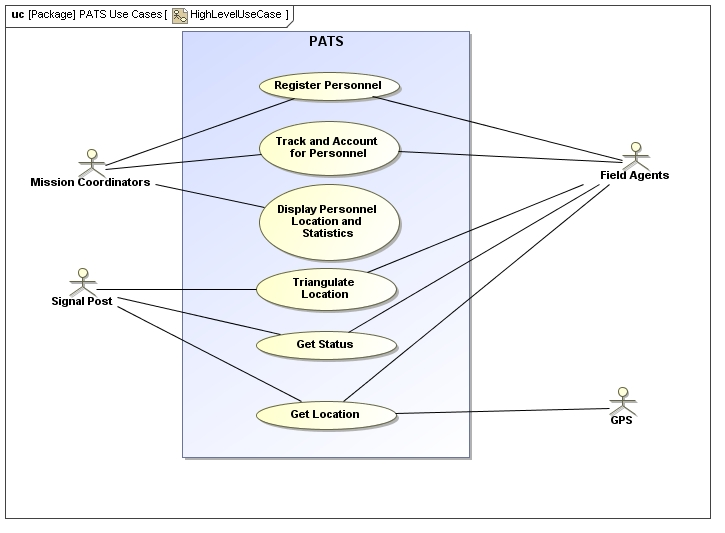 uc [Package] PATS Use Cases [ HighLevelUseCase ]
PATS
Register Personnel
Track and Account
for Personnel
Mission Coordinators
Field Agents
Display Personnel
Location and
Statistics
Triangulate
Location
Signal Post
Get Status
Get Location
GPS